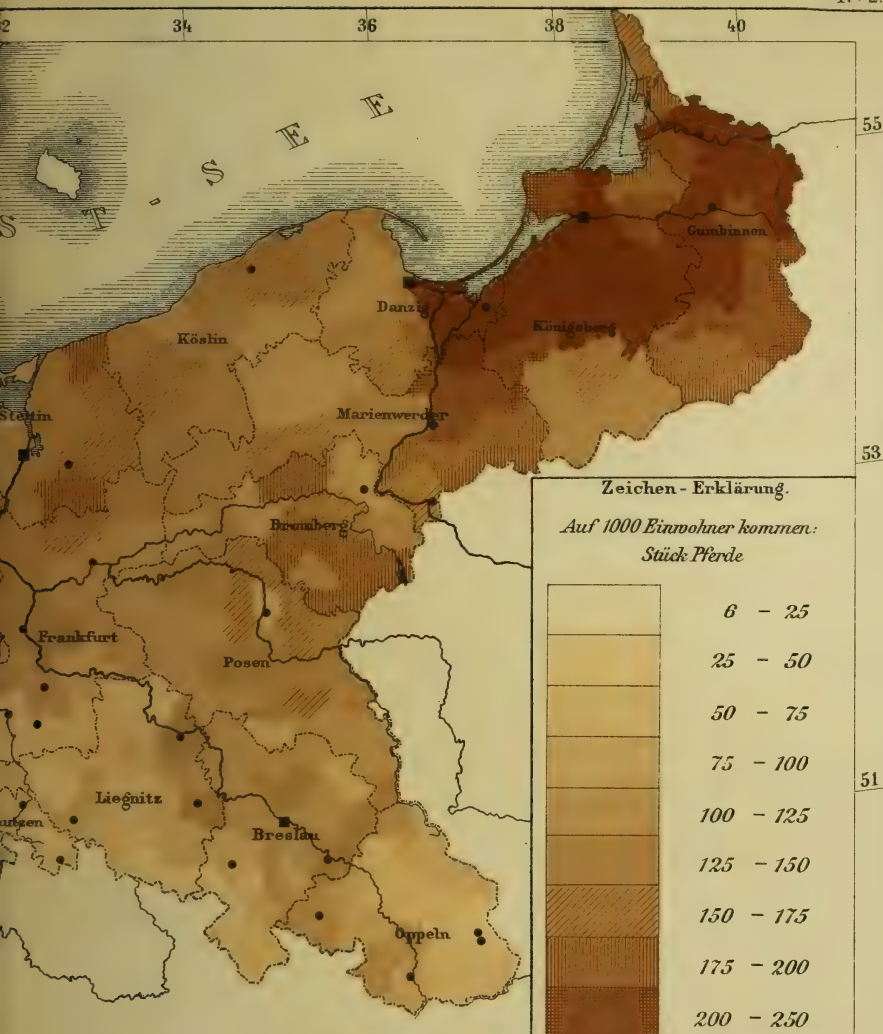 34 36 38 40
55
53
51
S T - S E E
Gumbinnen
Danzig
Königsberg
Köslin
Marienwerder
Stettin
Bromberg
Frankfurt
Posen
Liegnitz
Breslau
Oppeln
Zeichen - Erklärung.
Auf 1000 Einwohner kommen:
Stück Pferde
6 - 25
25 - 50
50 - 75
75 - 100
100 - 125
125 - 150
150 - 175
175 - 200
200 - 250